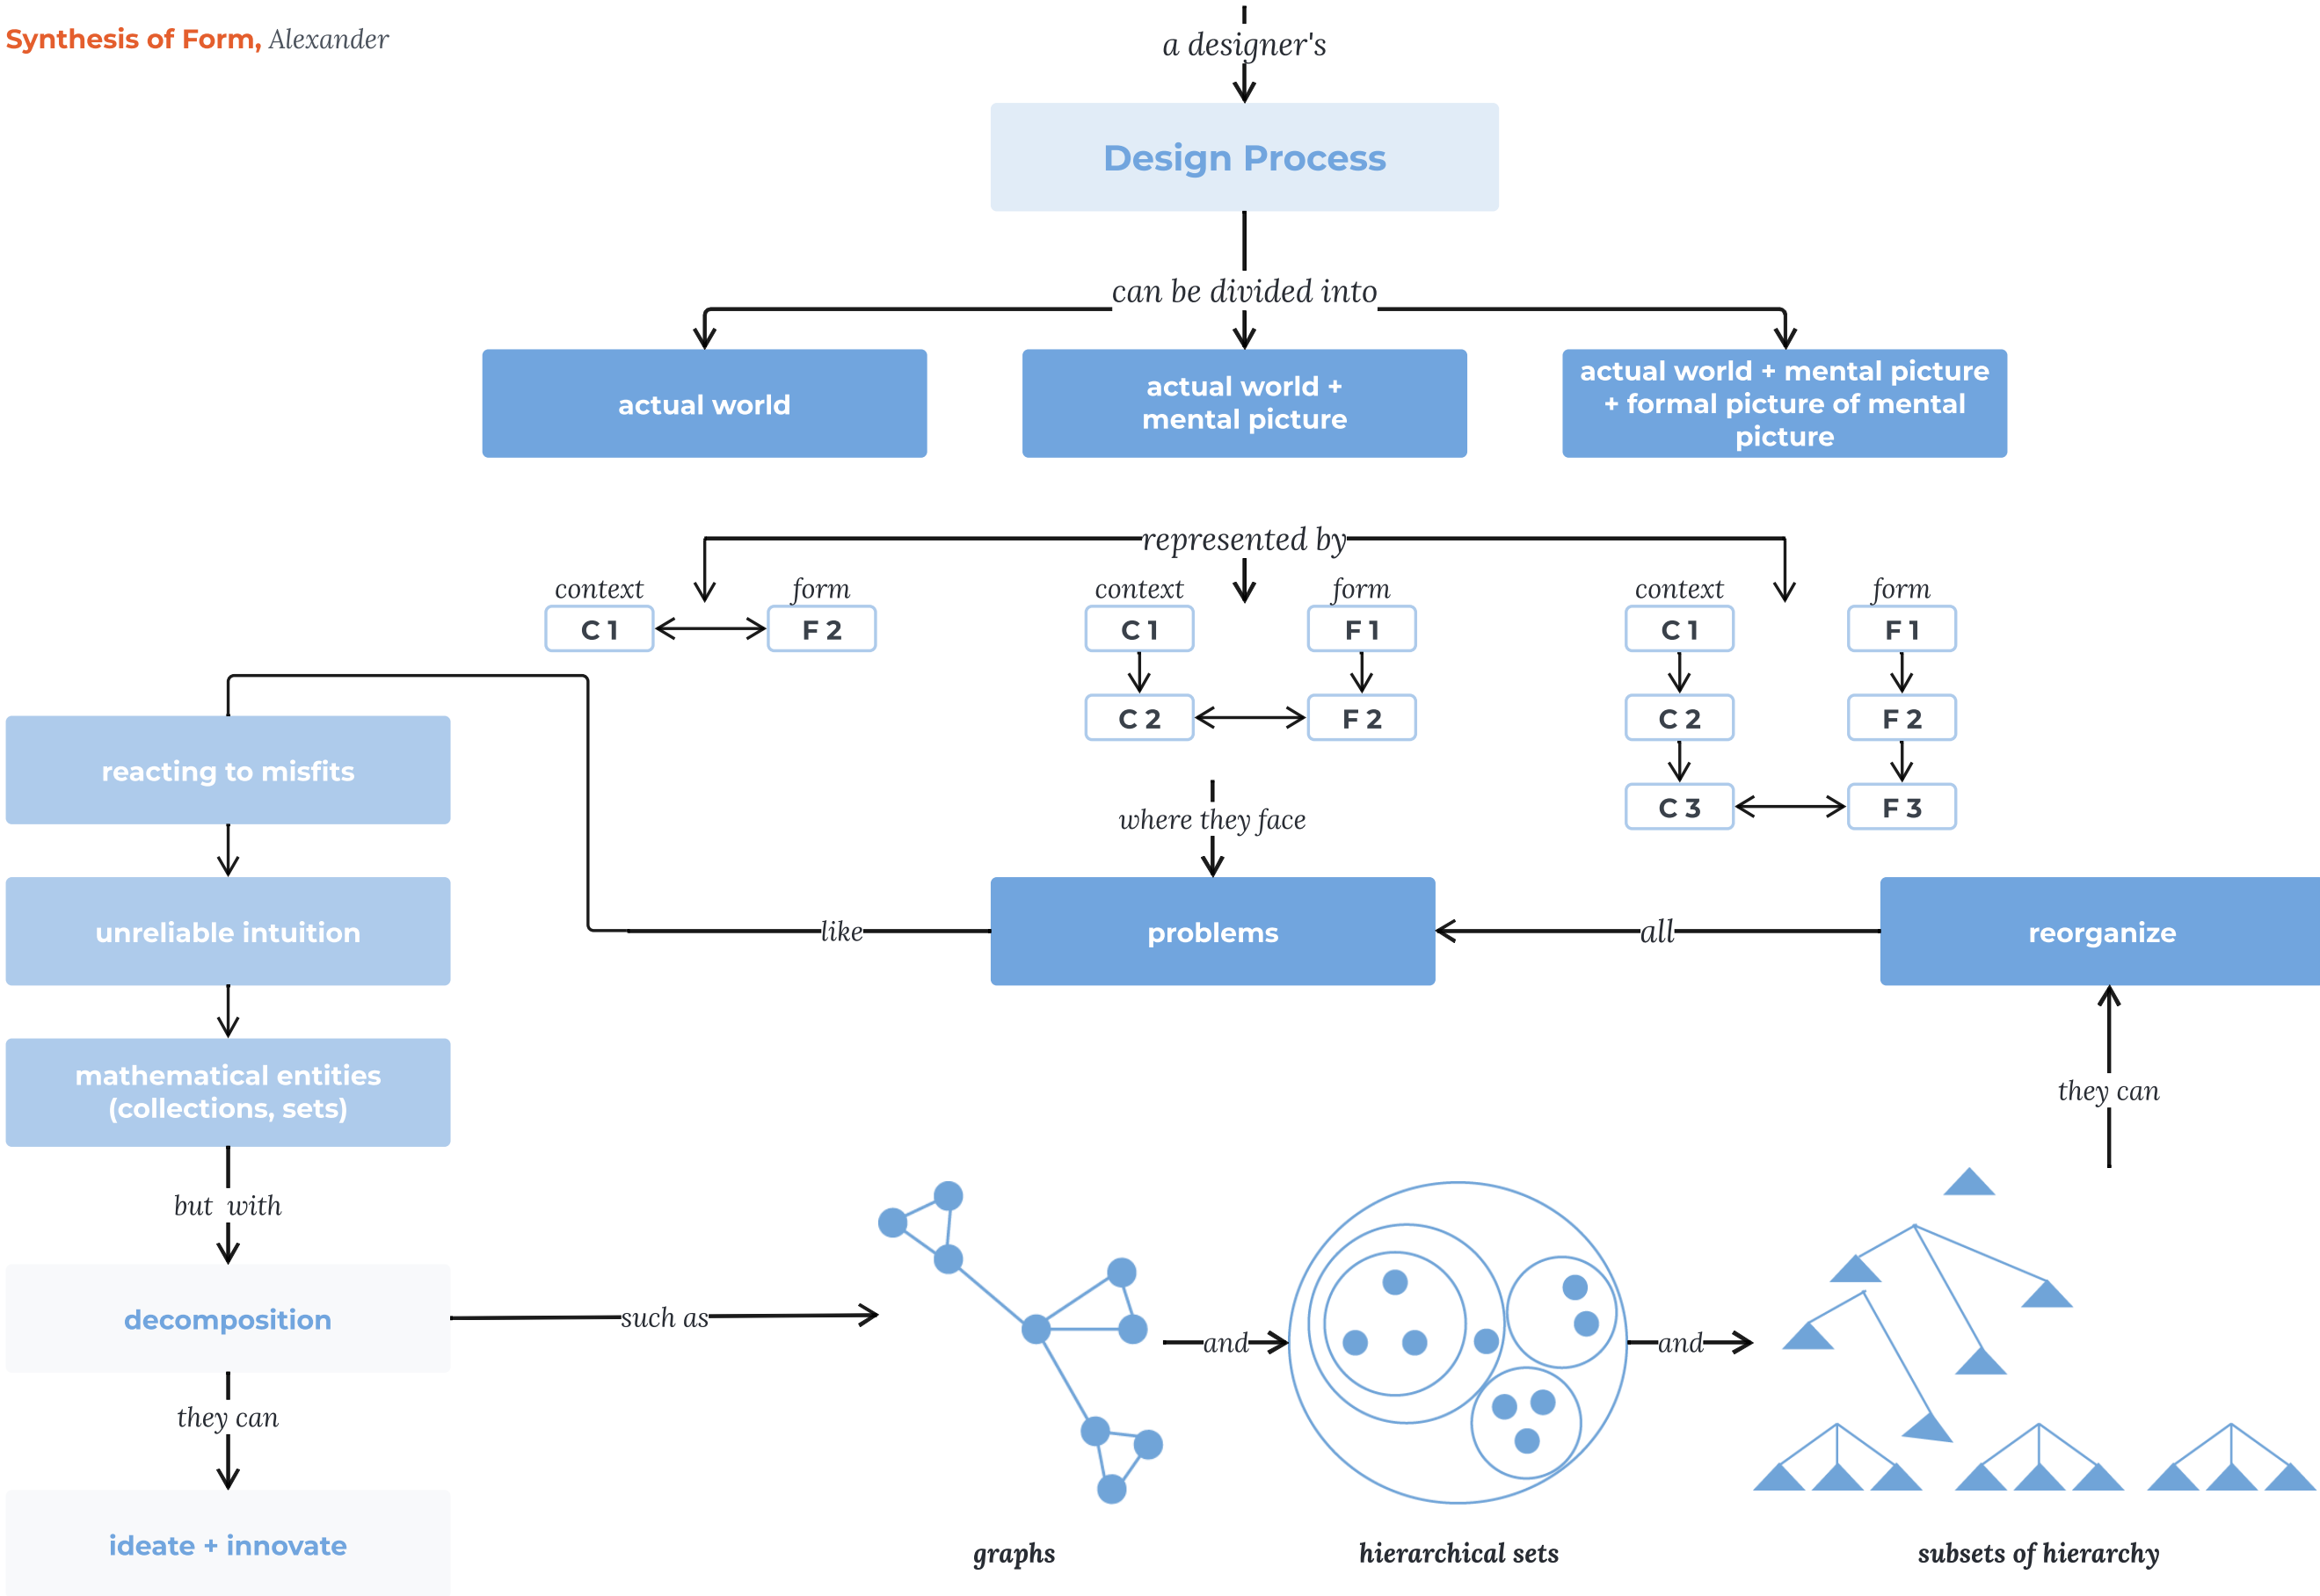 Synthesis of Form, Alexander
a designer's
Design Process
can be divided into
actual world
actual world +
mental picture
actual world + mental picture
+ formal picture of mental
picture
represented by
context
form
context
form
context
form
C 1
F 2
C 1
F 1
C 1
F 1
C 2
F 2
C 2
F 2
C 3
F 3
where they face
problems
like
all
reorganize
they can
reacting to misfits
unreliable intuition
mathematical entities
(collections, sets)
but with
decomposition
such as
and
and
they can
ideate + innovate
graphs
hierarchical sets
subsets of hierarchy